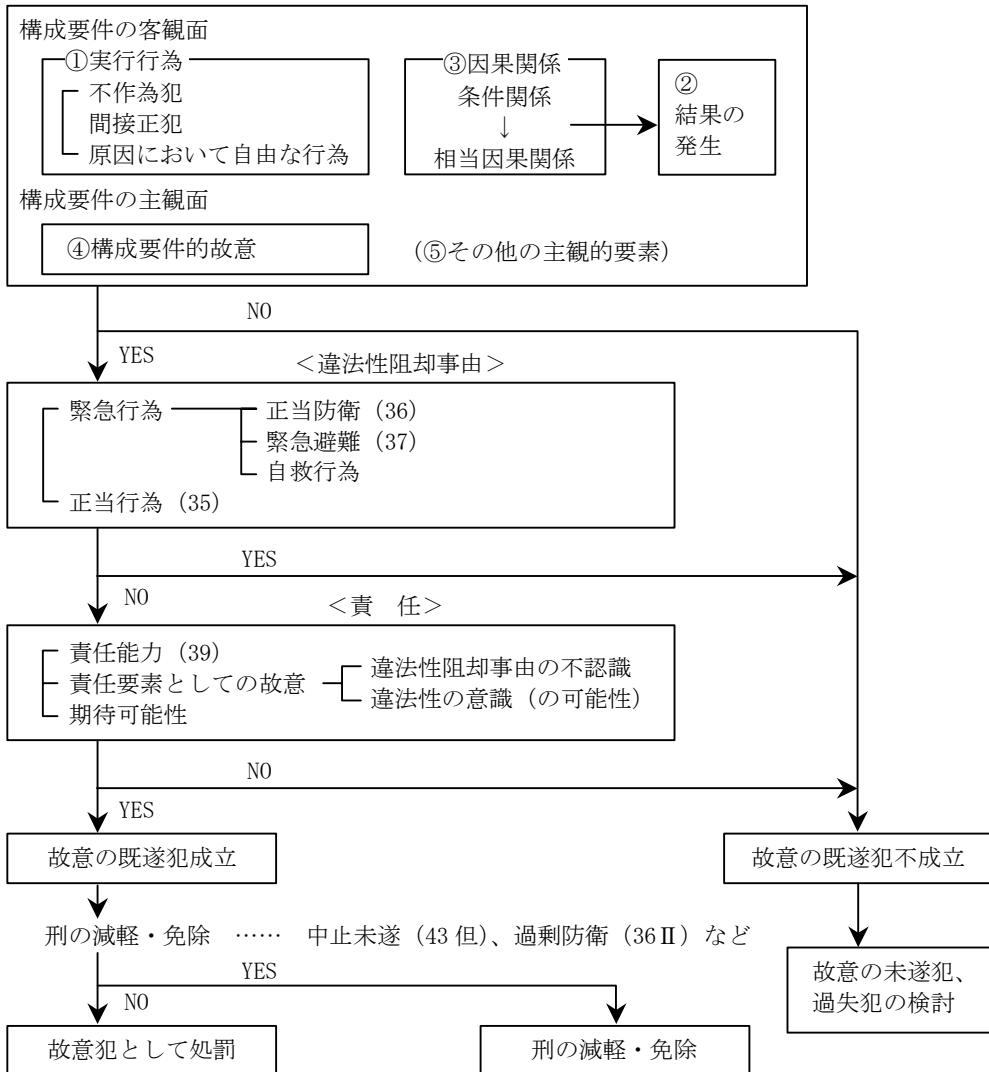 構成要件の客観面
①実行行為
不作為犯
間接正犯
原因において自由な行為
③因果関係
条件関係
↓
相当因果関係
②
結果の
発生
構成要件の主観面
④構成要件的故意
(⑤その他の主観的要素)
NO
YES
＜違法性阻却事由＞
緊急行為
正当防衛（36）
緊急避難（37）
自救行為
正当行為（35）
YES
NO
＜責　任＞
責任能力（39）
責任要素としての故意
期待可能性
違法性阻却事由の不認識
違法性の意識（の可能性）
NO
YES
故意の既遂犯成立
故意の既遂犯不成立
刑の減軽・免除　……　中止未遂（43 但）、過剰防衛（36Ⅱ）など
YES
NO
故意の未遂犯、
過失犯の検討
故意犯として処罰
刑の減軽・免除